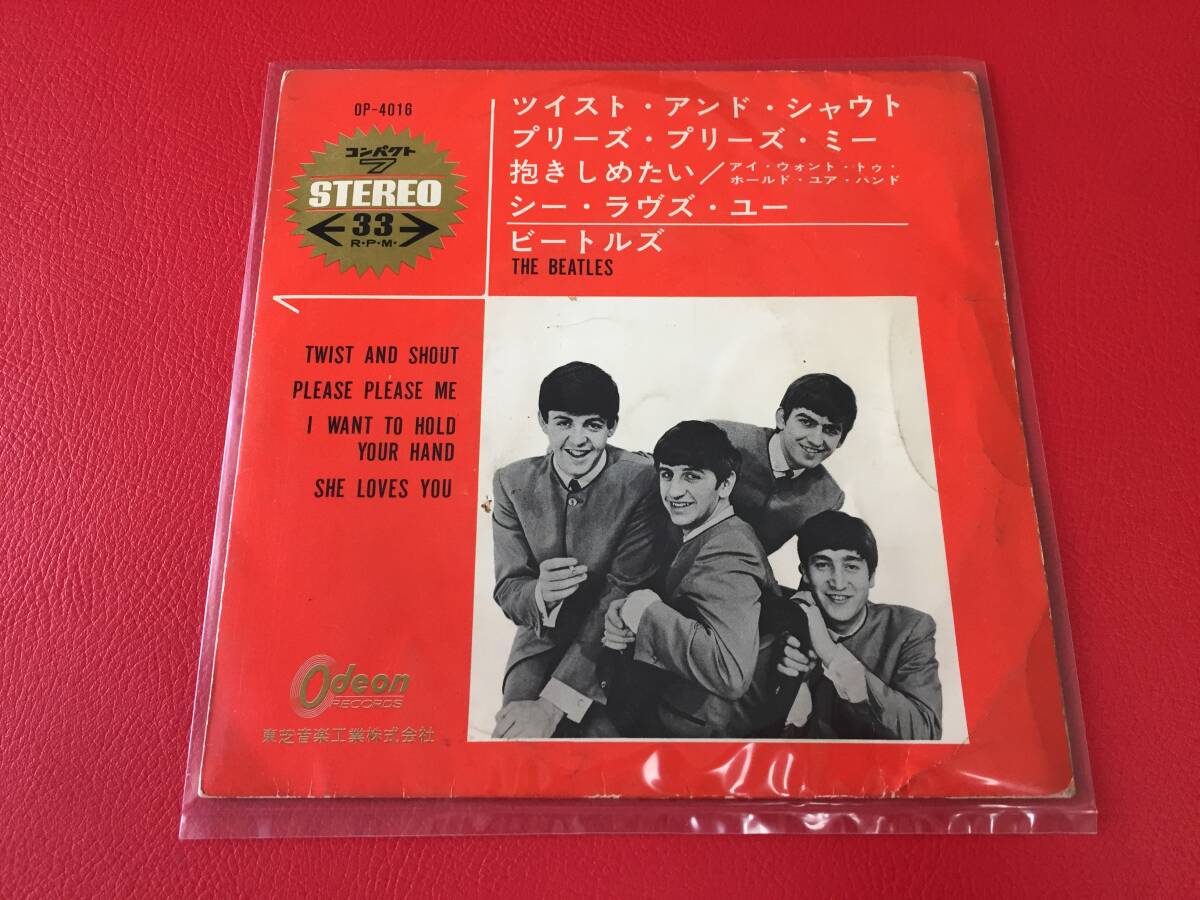 OP-4016
コンパクト
7
STEREO
33
R・P・M・
ツイスト・アンド・シャウト
プリーズ・プリーズ・ミー
抱きしめたい／アイ・ウォント・トゥ・
ホールド・ユア・ハンド
シー・ラヴズ・ユー
ビートルズ
THE BEATLES
TWIST AND SHOUT
PLEASE PLEASE ME
I WANT TO HOLD
YOUR HAND
SHE LOVES YOU
Odeon
RECORDS
東芝音楽工業株式会社